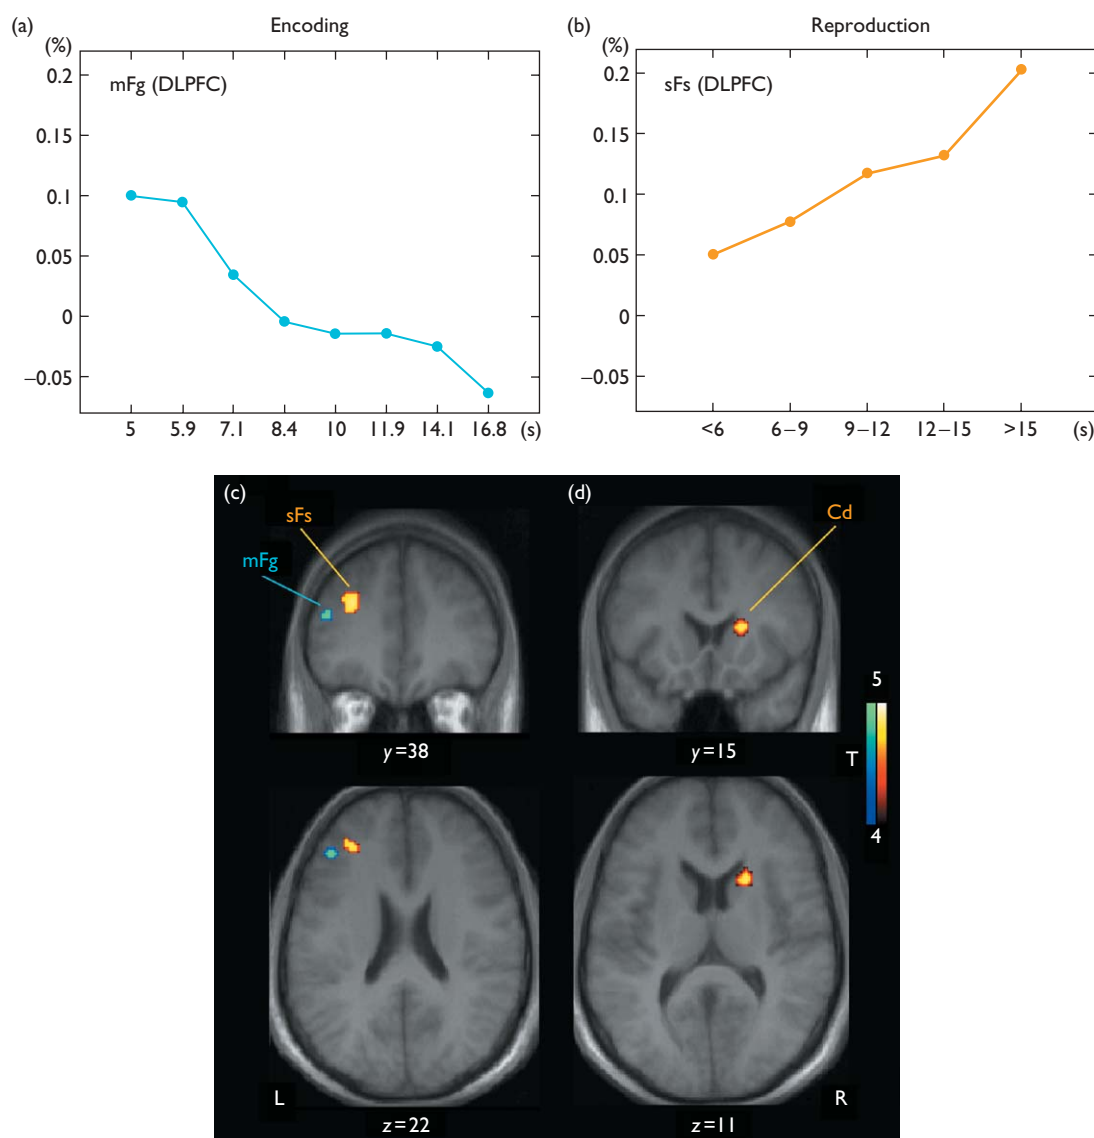 (a) Encoding
(%)
mFg (DLPFC)
0.2
0.15
0.1
0.05
0
−0.05
5 5.9 7.1 8.4 10 11.9 14.1 16.8 (s)
(b) Reproduction
(%)
sFs (DLPFC)
0.2
0.15
0.1
0.05
0
−0.05
<6 6−9 9−12 12−15 >15 (s)
(c)
sFs
mFg
y=38
L
z=22
(d)
Cd
y=15
5
T
4
R
z=11